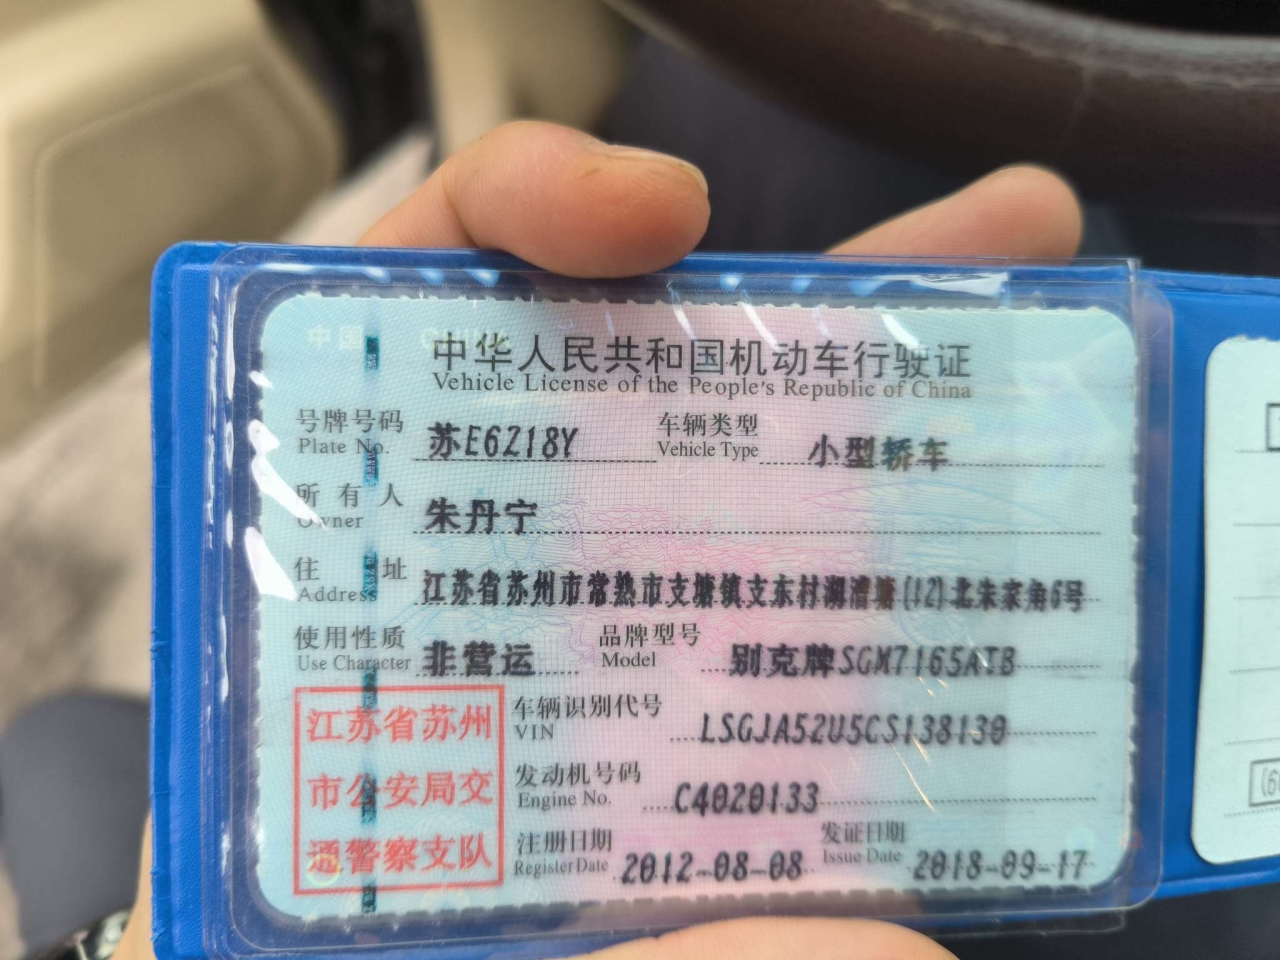 中华人民共和国机动车行驶证
Vehicle License of the People's Republic of China
号牌号码 苏E6Z18Y 车辆类型 小型轿车
Plate No. Vehicle Type
所有人 朱丹宁
Owner
住址 江苏省苏州市常熟市支塘镇支东村湖漕塘(12)北朱家角6号
Address
使用性质 非营运 品牌型号 别克牌SGM7165ATB
Use Character Model
江苏省苏州
市公安局交
通警察支队
车辆识别代号 LSGJA52U5CS138130
VIN
发动机号码 C4020133
Engine No.
注册日期 2012-08-08 发证日期 2018-09-17
Register Date Issue Date